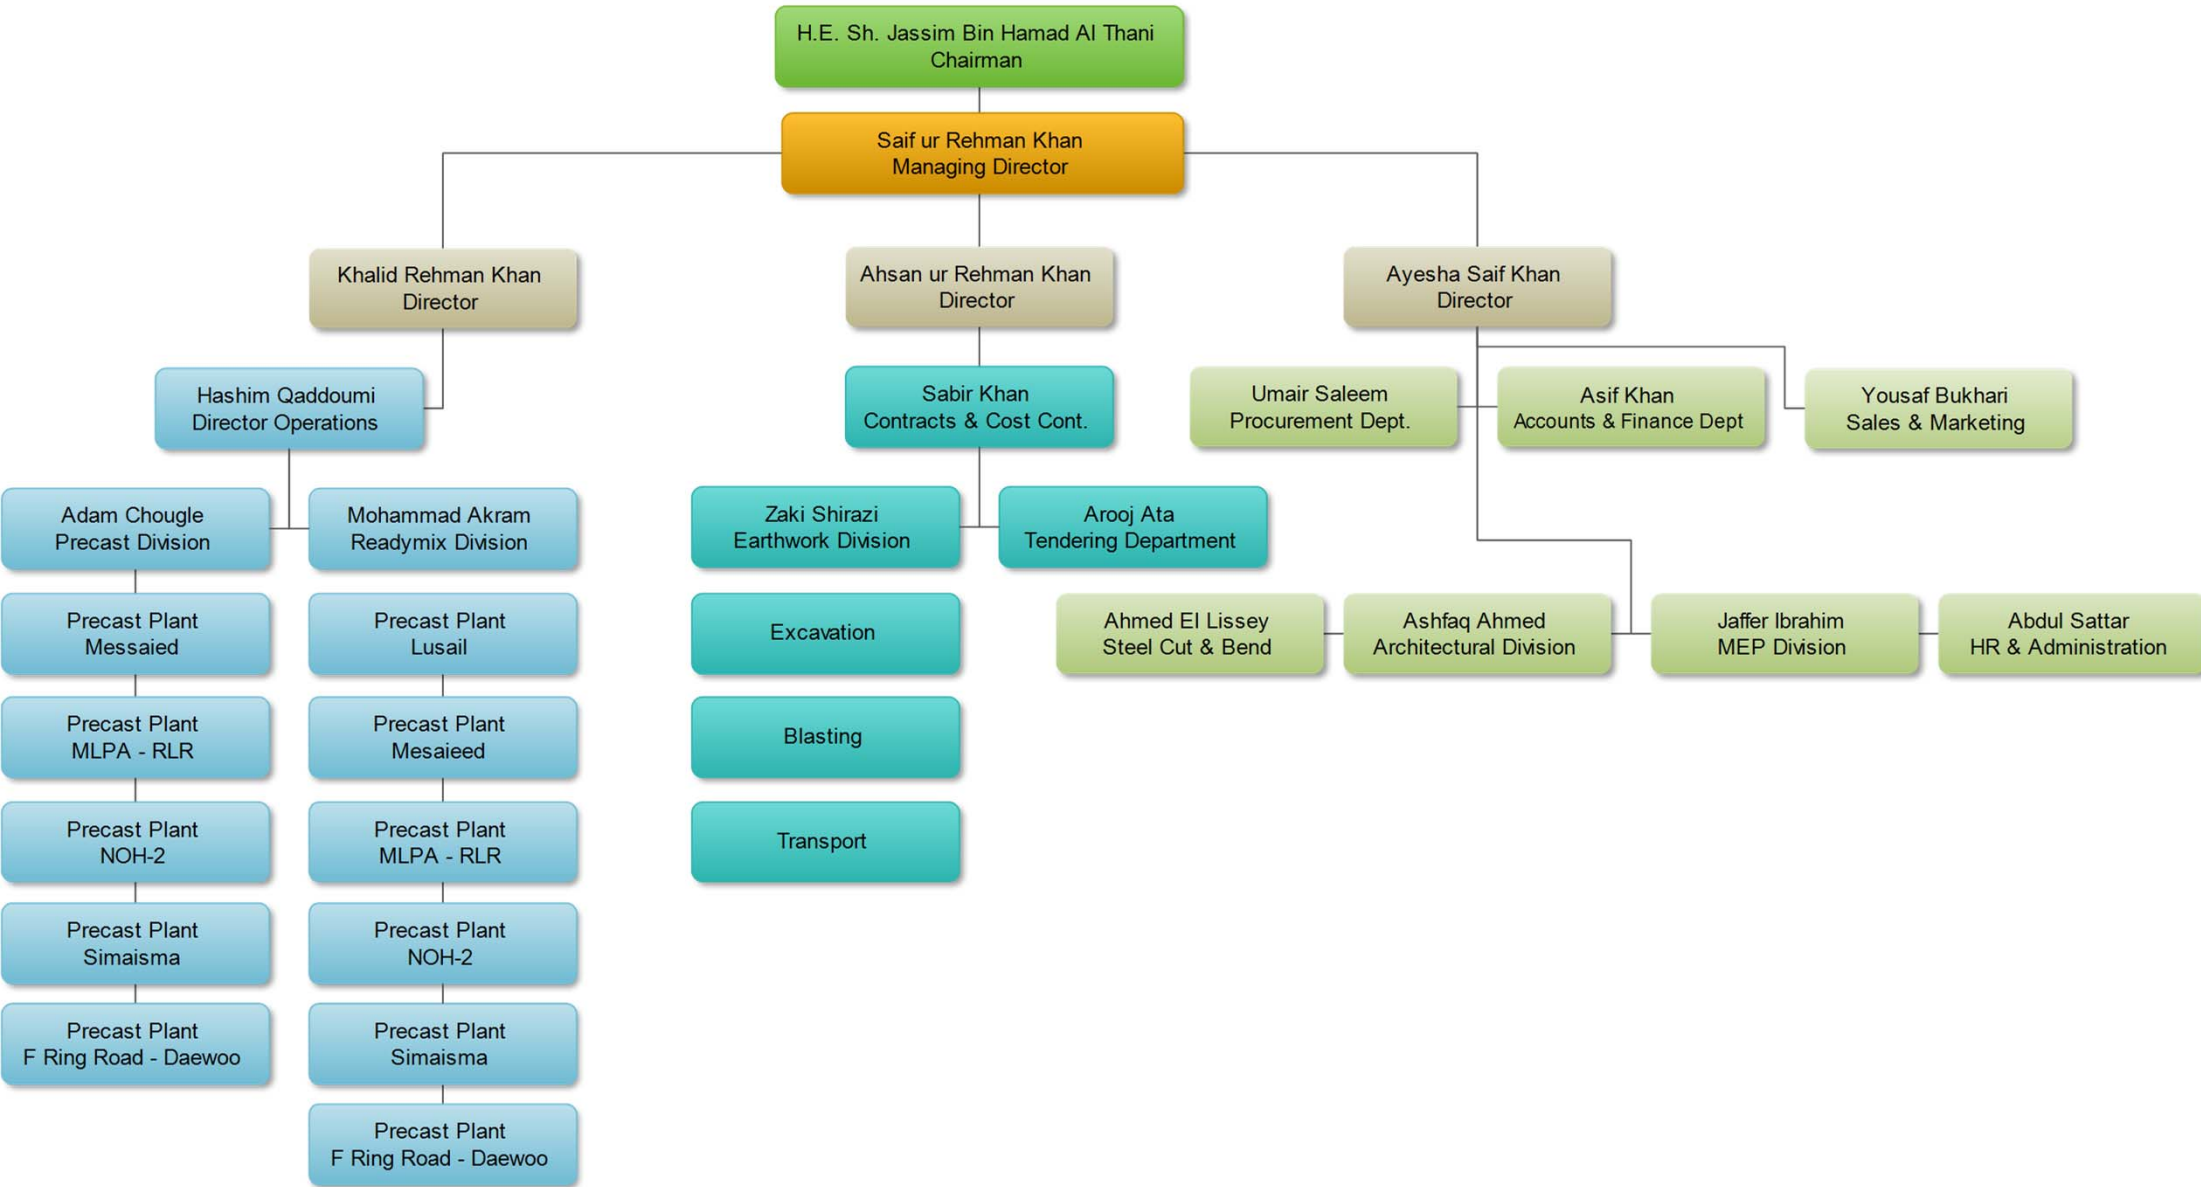 H.E. Sh. Jassim Bin Hamad Al Thani
Chairman
Saif ur Rehman Khan
Managing Director
Khalid Rehman Khan
Director
Ahsan ur Rehman Khan
Director
Ayesha Saif Khan
Director
Hashim Qaddoumi
Director Operations
Sabir Khan
Contracts & Cost Cont.
Umair Saleem
Procurement Dept.
Asif Khan
Accounts & Finance Dept
Yousaf Bukhari
Sales & Marketing
Adam Chougle
Precast Division
Mohammad Akram
Readymix Division
Zaki Shirazi
Earthwork Division
Arooj Ata
Tendering Department
Precast Plant
Messaied
Precast Plant
Lusail
Excavation
Ahmed El Lissey
Steel Cut & Bend
Ashfaq Ahmed
Architectural Division
Jaffer Ibrahim
MEP Division
Abdul Sattar
HR & Administration
Precast Plant
MLPA - RLR
Precast Plant
Mesaieed
Blasting
Precast Plant
NOH-2
Precast Plant
MLPA - RLR
Transport
Precast Plant
Simaisma
Precast Plant
NOH-2
Precast Plant
F Ring Road - Daewoo
Precast Plant
Simaisma
Precast Plant
F Ring Road - Daewoo